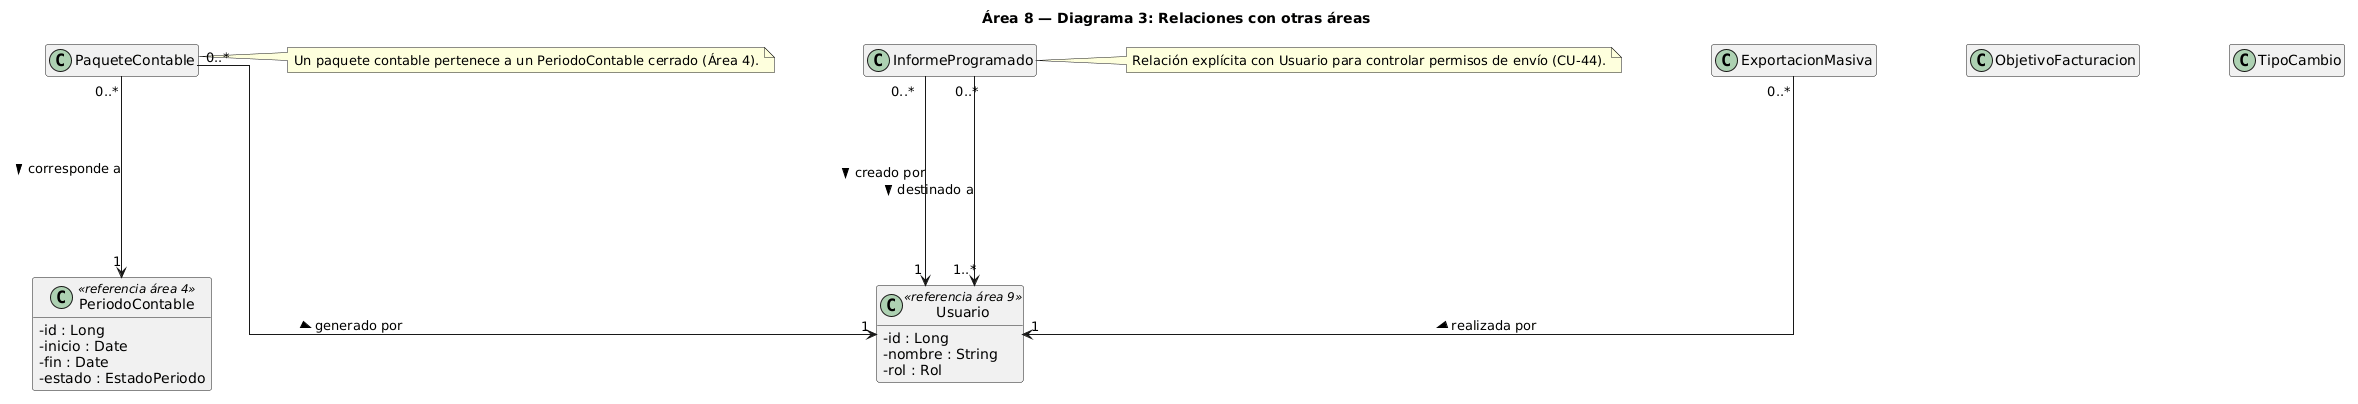 Área 8 — Diagrama 3: Relaciones con otras áreas
C PaqueteContable
0..*
Un paquete contable pertenece a un PeriodoContable cerrado (Área 4).
C InformeProgramado
Relación explícita con Usuario para controlar permisos de envío (CU-44).
C ExportacionMasiva
C ObjetivoFacturacion
C TipoCambio
0..*
0..*
0..*
0..*
corresponde a
creado por
destinado a
1
1
1..*
C «referencia área 4»
PeriodoContable
-id : Long
-inicio : Date
-fin : Date
-estado : EstadoPeriodo
generado por
1
C «referencia área 9»
Usuario
-id : Long
-nombre : String
-rol : Rol
1
realizada por